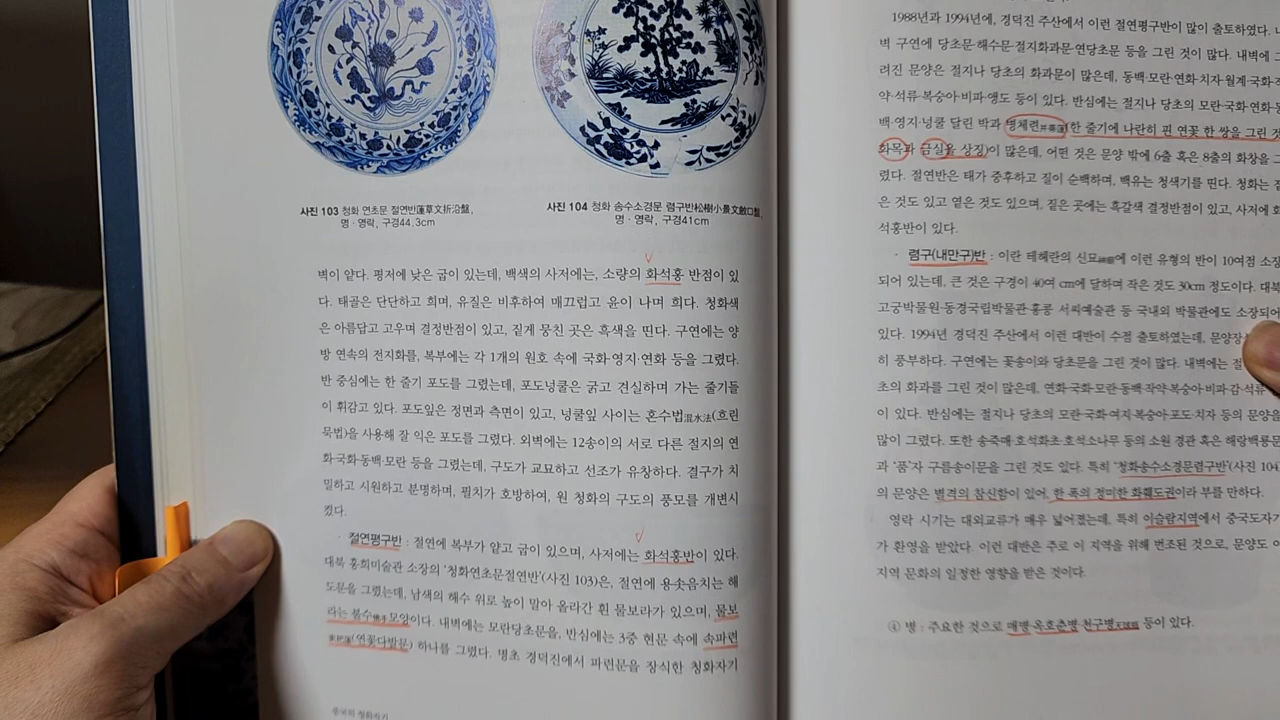 사진 103 청화 연초문 절연반蓮草文折沿盤,
명·영락, 구경44.3cm
사진 104 청화 송수소경문 렴구반松樹小景文斂口盤,
명·영락, 구경41cm
벽이 얕다. 평저에 낮은 굽이 있는데, 백색의 사저에는, 소량의 화석홍 반점이 있
다. 태골은 단단하고 희며, 유질은 비후하여 매끄럽고 윤이 나며 희다. 청화색
은 아름답고 고우며 결정반점이 있고, 짙게 뭉친 곳은 흑색을 띤다. 구연에는 양
방 연속의 전지화를, 복부에는 각 1개의 원호 속에 국화·영지·연화 등을 그렸다.
반 중심에는 한 줄기 포도를 그렸는데, 포도넝쿨은 굵고 견실하며 가는 줄기들
이 휘감고 있다. 포도잎은 정면과 측면이 있고, 넝쿨잎 사이는 혼수법混水法(흐린
묵법)을 사용해 잘 익은 포도를 그렸다. 외벽에는 12송이의 서로 다른 절지의 연
화·국화·동백·모란 등을 그렸는데, 구도가 교묘하고 선조가 유창하다. 결구가 치
밀하고 시원하고 분명하며, 필치가 호방하여, 원 청화의 구도의 풍모를 개변시
켰다.
· 절연평구반 : 절연에 복부가 얕고 굽이 있으며, 사저에는 화석홍반이 있다.
대북 홍희미술관 소장의 '청화연초문절연반'(사진 103)은, 절연에 용솟음치는 해
도문을 그렸는데, 남색의 해수 위로 높이 말아 올라간 흰 물보라가 있으며, 물보
라는 불수佛手모양이다. 내벽에는 모란당초문을, 반심에는 3중 현문 속에 속파련
束把蓮(연꽃다발문) 하나를 그렸다. 명초 경덕진에서 파련문을 장식한 청화자기
중국의 청화자기
1988년과 1994년에, 경덕진 주산에서 이런 절연평구반이 많이 출토하였다. 내
벽 구연에 당초문·해수문·절지화과문·연당초문 등을 그린 것이 많다. 내벽에 그
려진 문양은 절지나 당초의 화과문이 많은데, 동백·모란·연화·치자·월계·국화·
약·석류·복숭아·비파·앵도 등이 있다. 반심에는 절지나 당초의 모란·국화·연화·
백·영지·넝쿨 달린 박과 병체련幷蒂蓮(한 줄기에 나란히 핀 연꽃 한 쌍을 그린 것
화목과 금실을 상징)이 많은데, 어떤 것은 문양 밖에 6출 혹은 8출의 화창을 그
렸다. 절연반은 태가 중후하고 질이 순백하며, 백유는 청색기를 띤다. 청화는 짙
은 것도 있고 옅은 것도 있으며, 짙은 곳에는 흑갈색 결정반점이 있고, 사저에 화
석홍반이 있다.
· 렴구(내만구)반 : 이란 테헤란의 신묘神廟에 이런 유형의 반이 10여점 소장
되어 있는데, 큰 것은 구경이 40여 cm에 달하며 작은 것도 30cm 정도이다. 대북
고궁박물원·동경국립박물관·홍콩 서씨예술관 등 국내외 박물관에도 소장되어
있다. 1994년 경덕진 주산에서 이런 대반이 수점 출토하였는데, 문양장
히 풍부하다. 구연에는 꽃송이와 당초문을 그린 것이 많다. 내벽에는 절
초의 화과를 그린 것이 많은데, 연화·국화·모란·동백·작약·복숭아·비파·감·석류
이 있다. 반심에는 절지나 당초의 모란·국화·여지·복숭아·포도·치자 등의 문양을
많이 그렸다. 또한 송죽매·호석화초·호석소나무 등의 소원 경관 혹은 해랑백룡문
과 '품'자 구름송이문을 그린 것도 있다. 특히 '청화송수소경문렴구반'(사진 104)
의 문양은 별격의 참신함이 있어, 한 폭의 정미한 화훼도권이라 부를 만하다.
영락 시기는 대외교류가 매우 넓어졌는데, 특히 이슬람지역에서 중국도자기
가 환영을 받았다. 이런 대반은 주로 이 지역을 위해 번조된 것으로, 문양도 이
지역 문화의 일정한 영향을 받은 것이다.
④ 병 : 주요한 것으로 매병·옥호춘병·천구병天球甁 등이 있다.